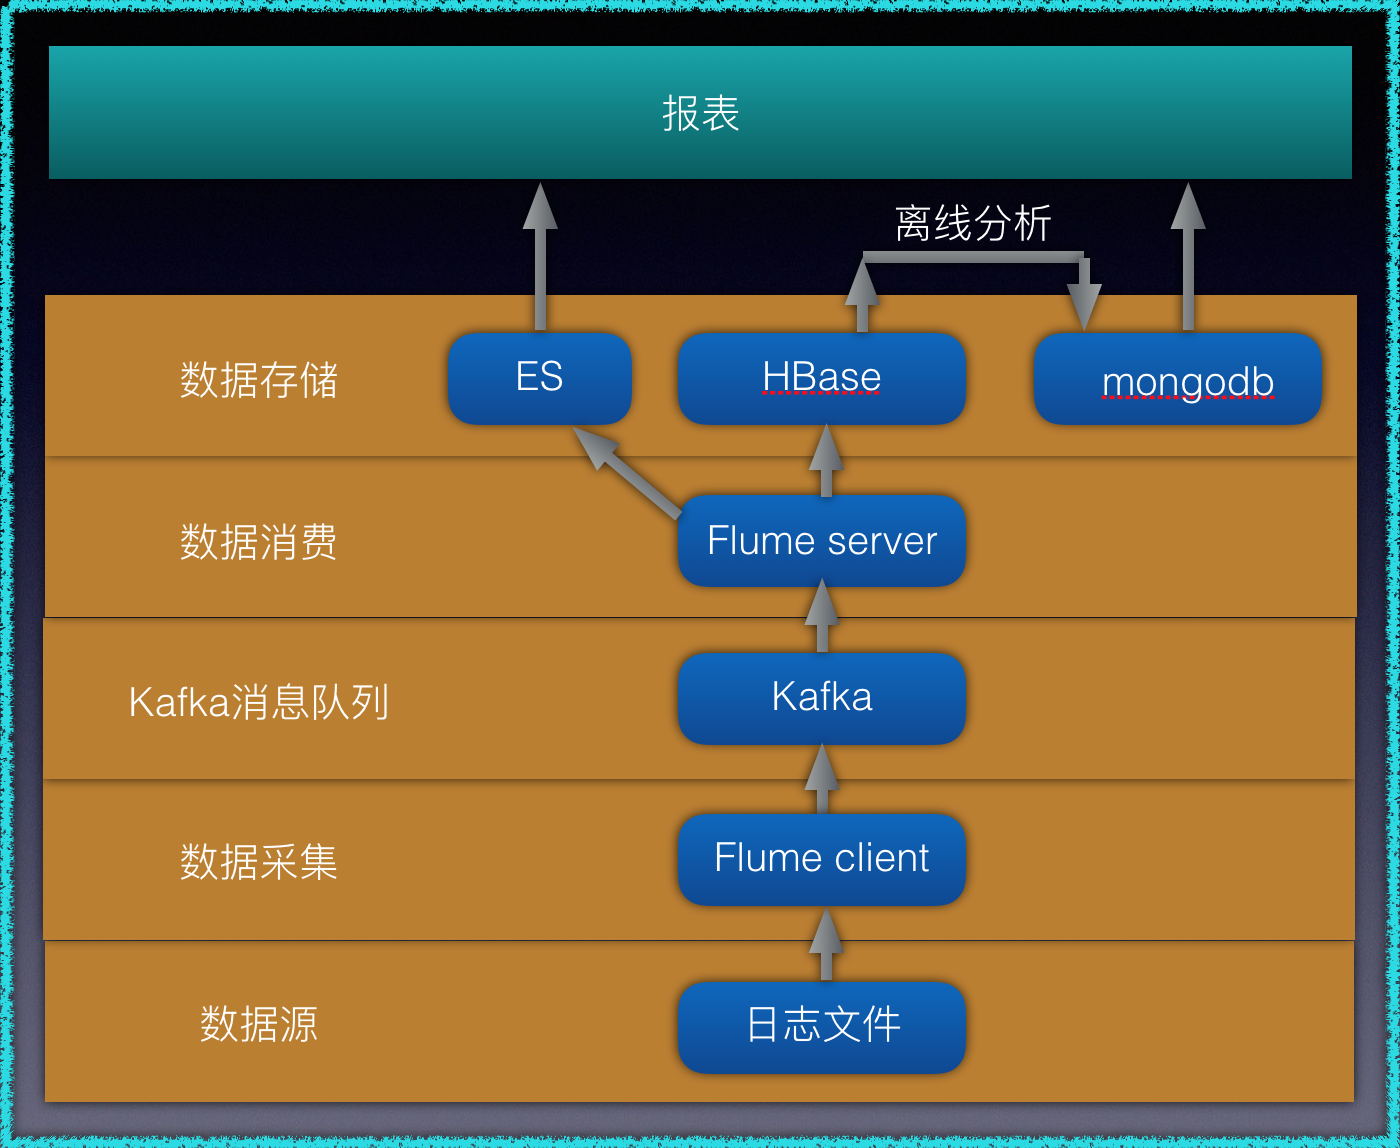 报表
离线分析
数据存储
ES
HBase
mongodb
数据消费
Flume server
Kafka消息队列
Kafka
数据采集
Flume client
数据源
日志文件